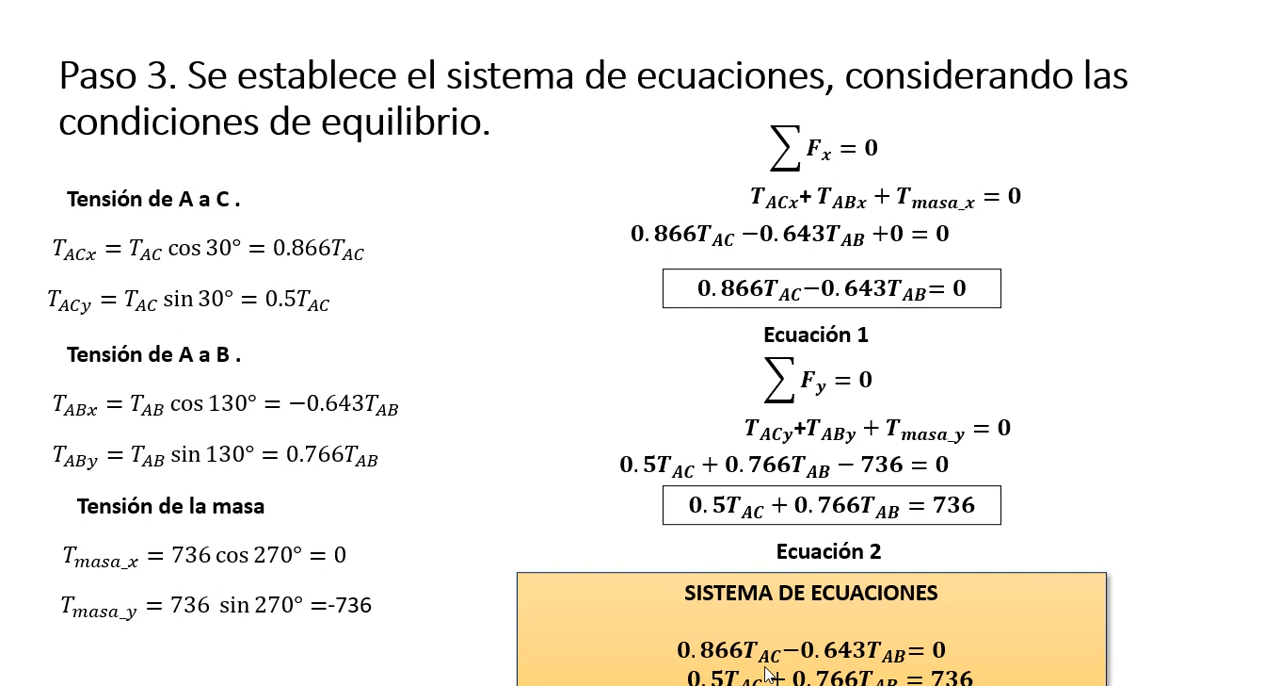 Paso 3. Se establece el sistema de ecuaciones, considerando las
condiciones de equilibrio.
Tensión de A a C .
T_ACx = T_AC cos 30° = 0.866T_AC
T_ACy = T_AC sin 30° = 0.5T_AC
Tensión de A a B .
T_ABx = T_AB cos 130° = −0.643T_AB
T_ABy = T_AB sin 130° = 0.766T_AB
Tensión de la masa
T_masa_x = 736 cos 270° = 0
T_masa_y = 736 sin 270° =-736
∑ F_x = 0
T_ACx+ T_ABx + T_masa_x = 0
0.866T_AC −0.643T_AB +0 = 0
0.866T_AC−0.643T_AB= 0
Ecuación 1
∑ F_y = 0
T_ACy+T_ABy + T_masa_y = 0
0.5T_AC + 0.766T_AB − 736 = 0
0.5T_AC + 0.766T_AB = 736
Ecuación 2
SISTEMA DE ECUACIONES
0.866T_AC−0.643T_AB= 0
0.5T_AC + 0.766T_AB = 736